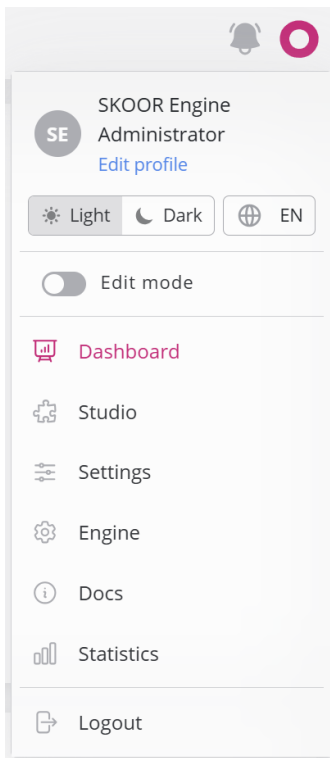 SKOOR Engine
Administrator
SE
Edit profile
Light Dark EN
Edit mode
Dashboard
Studio
Settings
Engine
Docs
Statistics
Logout